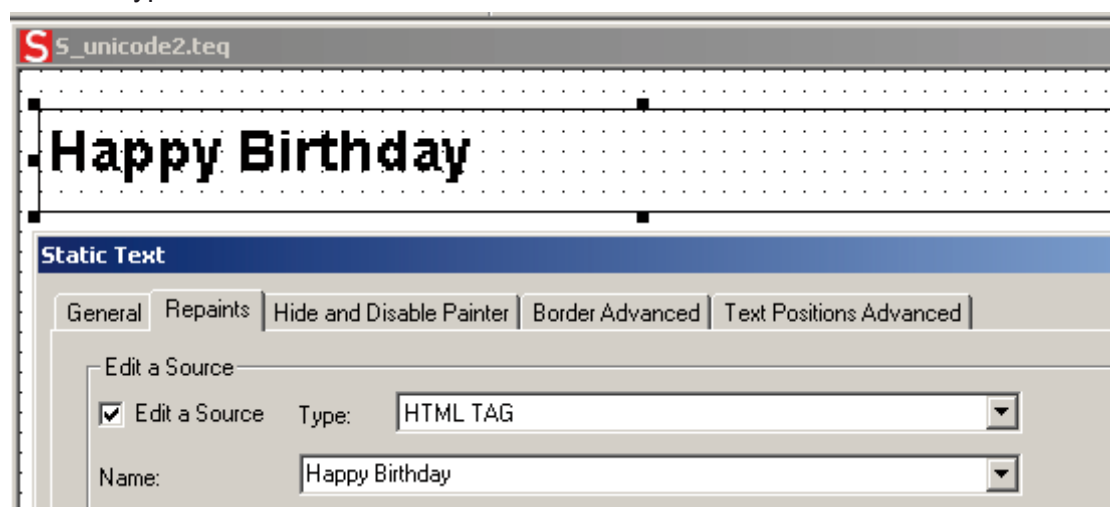 S_unicode2.teq
Happy Birthday
Static Text
General Repaints Hide and Disable Painter Border Advanced Text Positions Advanced
Edit a Source
Edit a Source Type: HTML TAG
Name: Happy Birthday